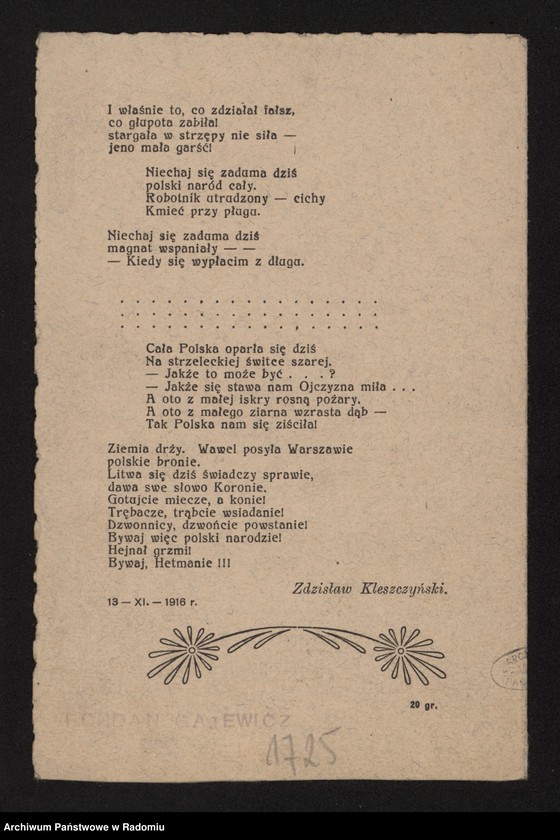 I właśnie to, co zdziałał fałsz,
co głupota zabiła!
stargała w strzępy nie siła —
jeno mała garść!
Niechaj się zaduma dziś
polski naród cały.
Robotnik utrudzony — cichy
Kmieć przy pługu.
Niechaj się zaduma dziś
magnat wspaniały — —
— Kiedy się wypłacim z długu.
. . . . . . . . . . . . . . . . .
. . . . . . . . . . . . . . . . .
. . . . . . . . . . . . . . . . .
Cała Polska oparła się dziś
Na strzeleckiej świtce szarej.
— Jakże to może być . . . ?
— Jakże się stawa nam Ojczyzna miła . . .
A oto z małej iskry rosną pożary,
A oto z małego ziarna wzrasta dąb —
Tak Polska nam się ziściła!
Ziemia drży. Wawel posyła Warszawie
polskie bronie.
Litwa się dziś świadczy sprawie,
dawa swe słowo Koronie.
Gotujcie miecze, a konie!
Trębacze, trąbcie wsiadanie!
Dzwonnicy, dzwońcie powstanie!
Bywaj więc polski narodzie!
Hejnał grzmi!
Bywaj, Hetmanie !!!
Zdzisław Kleszczyński.
13 — XI. — 1916 r.
20 gr.
1725
Archiwum Państwowe w Radomiu